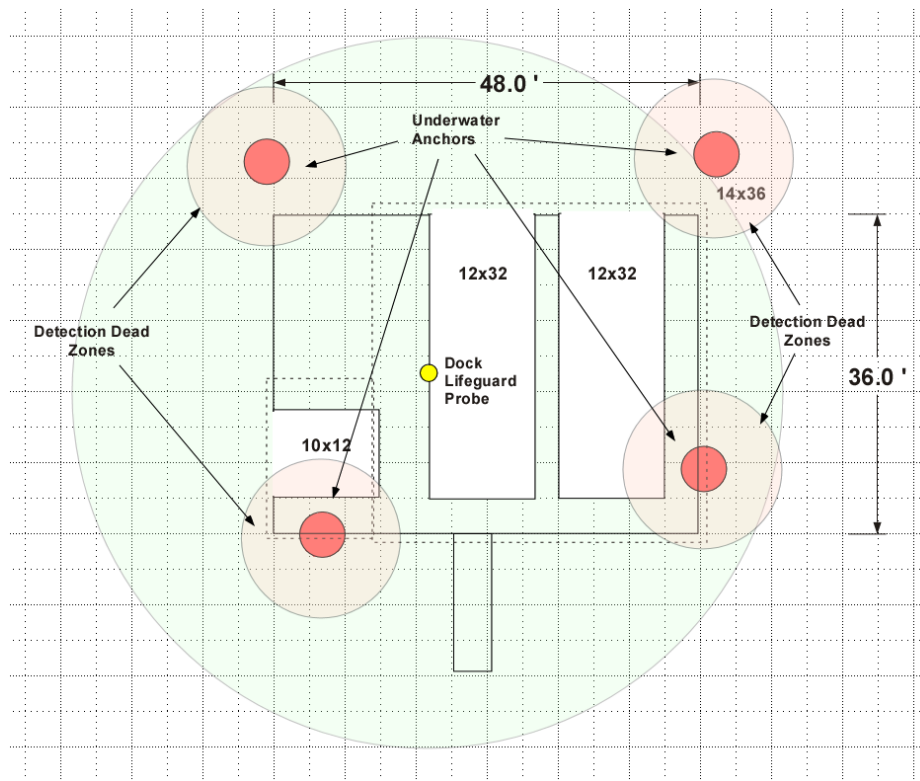 48.0 '
Underwater
Anchors
14x36
12x32
12x32
Detection Dead
Zones
Detection Dead
Zones
36.0 '
Dock
Lifeguard
Probe
10x12